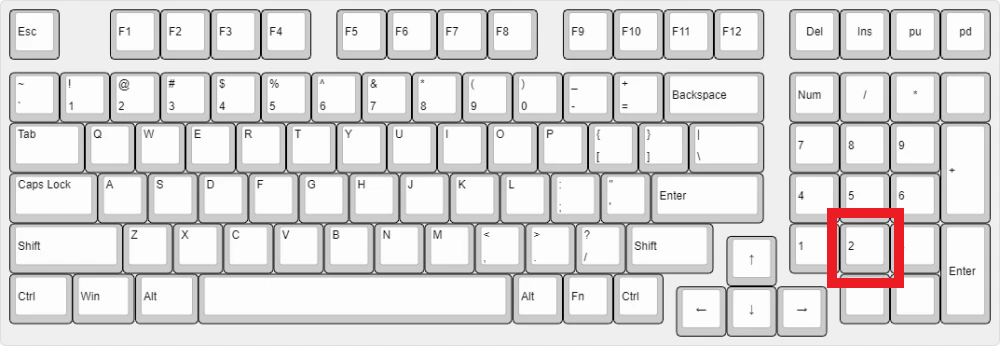 Esc F1 F2 F3 F4 F5 F6 F7 F8 F9 F10 F11 F12 Del Ins pu pd
~ ! @ # $ % ^ & * ( ) _ +
Backspace Num / *
` 1 2 3 4 5 6 7 8 9 0 - =
Tab Q W E R T Y U I O P { } |
7 8 9
[ ] \
+
Caps Lock A S D F G H J K L : "
Enter 4 5 6
; '
Z X C V B N M < > ?
Shift Shift 1 2
, . /
↑
Enter
Ctrl Win Alt Alt Fn Ctrl
← ↓ →